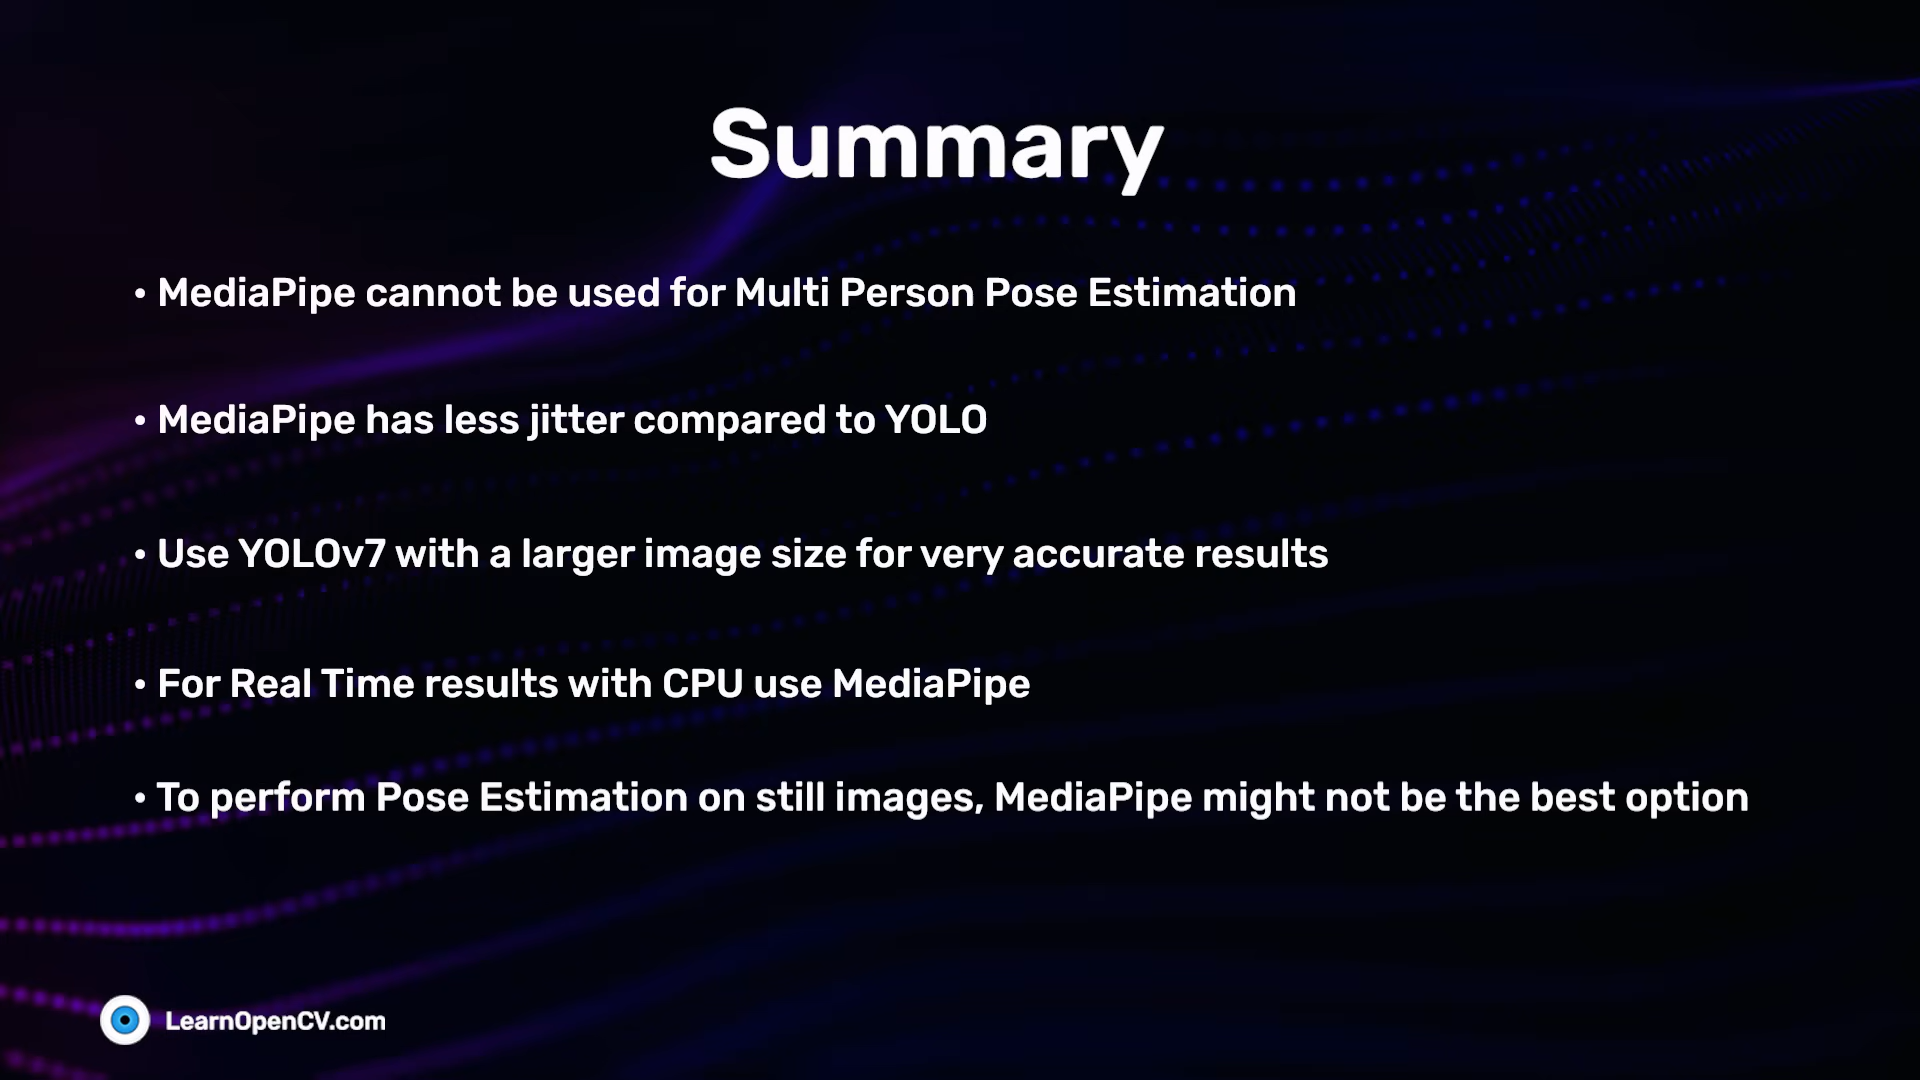 Summary
• MediaPipe cannot be used for Multi Person Pose Estimation
• MediaPipe has less jitter compared to YOLO
• Use YOLOv7 with a larger image size for very accurate results
• For Real Time results with CPU use MediaPipe
• To perform Pose Estimation on still images, MediaPipe might not be the best option
LearnOpenCV.com